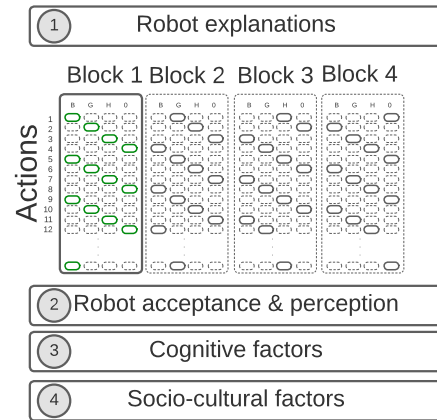 1 Robot explanations
Block 1 Block 2 Block 3 Block 4
B G H 0 B G H 0 B G H 0 B G H 0
Actions
1
2
3
4
5
6
7
8
9
10
11
12
2 Robot acceptance & perception
3 Cognitive factors
4 Socio-cultural factors